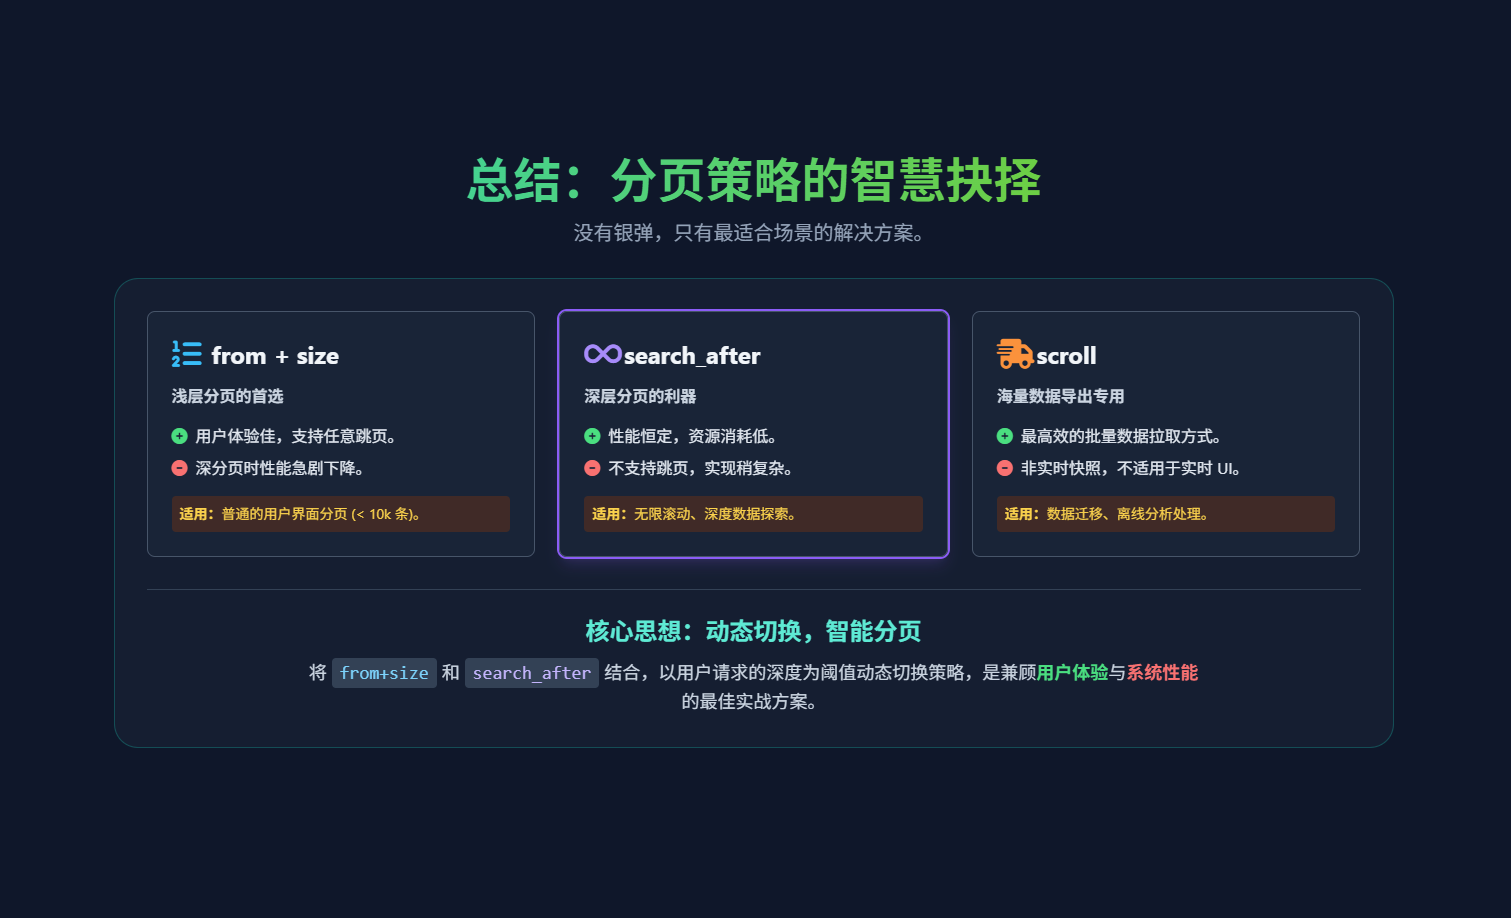 总结：分页策略的智慧抉择
没有银弹，只有最适合场景的解决方案。
from + size
浅层分页的首选
用户体验佳，支持任意跳页。
深分页时性能急剧下降。
适用：普通的用户界面分页 (< 10k 条)。
search_after
深层分页的利器
性能恒定，资源消耗低。
不支持跳页，实现稍复杂。
适用：无限滚动、深度数据探索。
scroll
海量数据导出专用
最高效的批量数据拉取方式。
非实时快照，不适用于实时 UI。
适用：数据迁移、离线分析处理。
核心思想：动态切换，智能分页
将 from+size 和 search_after 结合，以用户请求的深度为阈值动态切换策略，是兼顾用户体验与系统性能
的最佳实战方案。